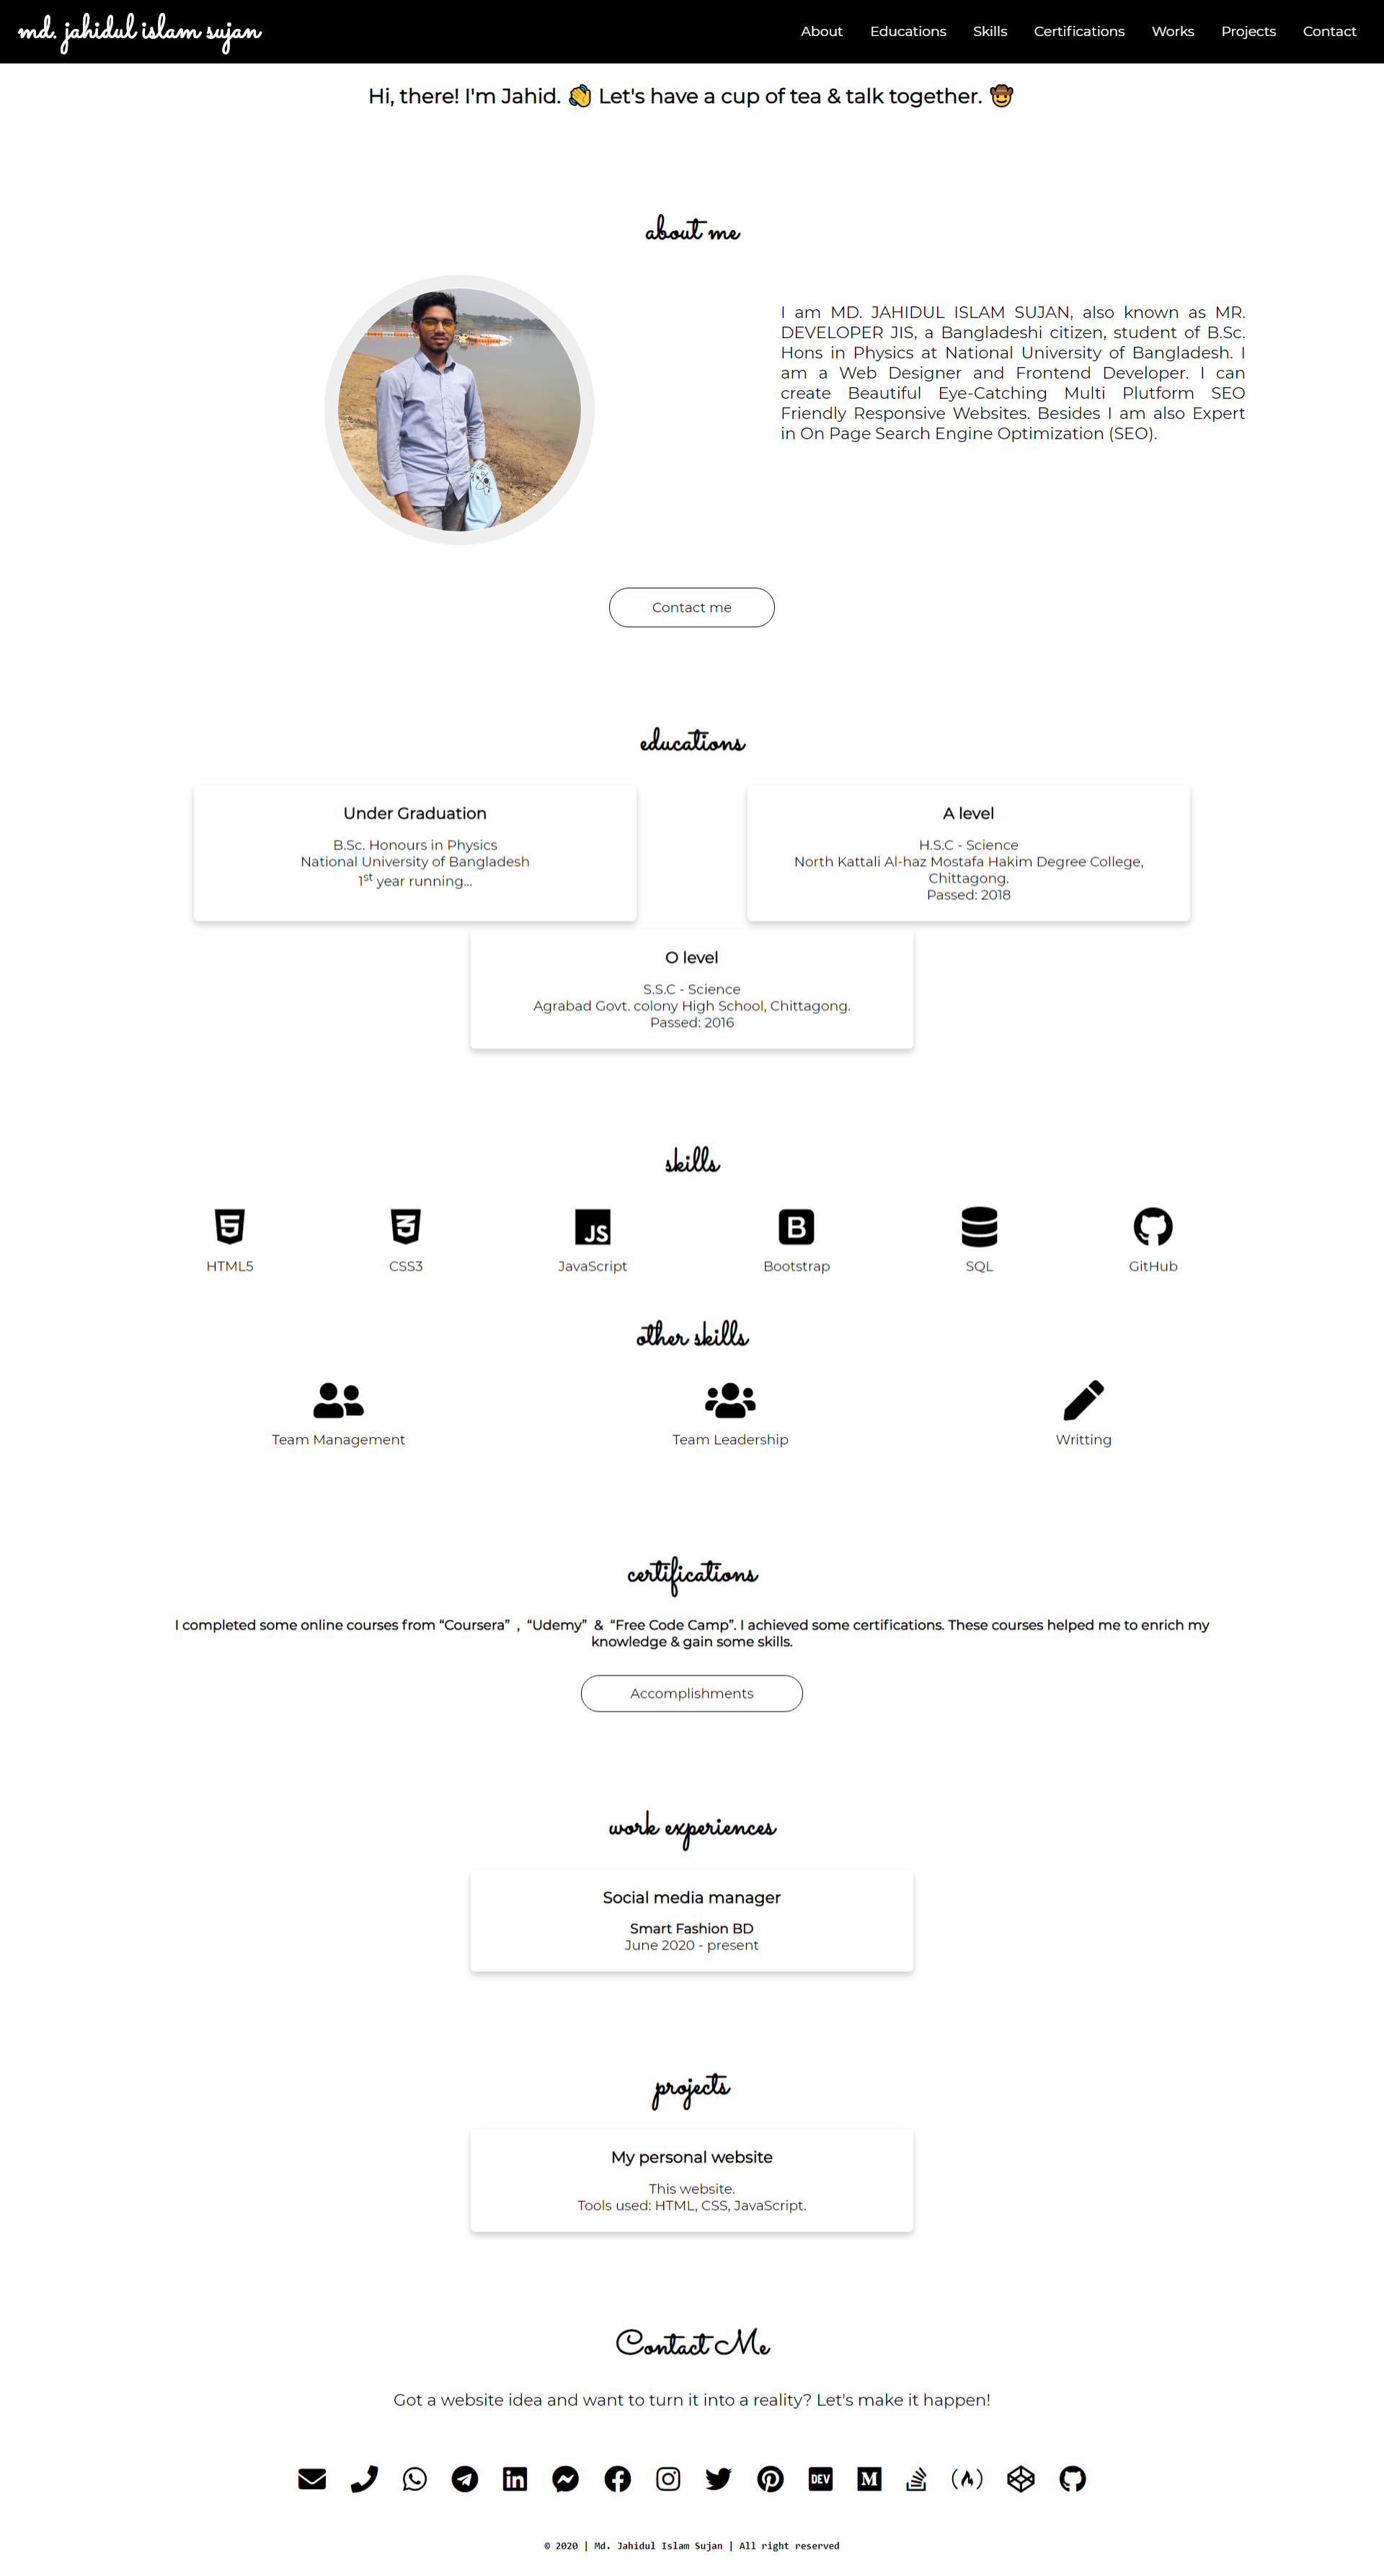 md. jahidul islam sujan
About Educations Skills Certifications Works Projects Contact
Hi, there! I'm Jahid. 👋 Let's have a cup of tea & talk together. 🤠
about me
I am MD. JAHIDUL ISLAM SUJAN, also known as MR.
DEVELOPER JIS, a Bangladeshi citizen, student of B.Sc.
Hons in Physics at National University of Bangladesh. I
am a Web Designer and Frontend Developer. I can
create Beautiful Eye-Catching Multi Plutform SEO
Friendly Responsive Websites. Besides I am also Expert
in On Page Search Engine Optimization (SEO).
Contact me
educations
Under Graduation
B.Sc. Honours in Physics
National University of Bangladesh
1st year running...
A level
H.S.C - Science
North Kattali Al-haz Mostafa Hakim Degree College,
Chittagong.
Passed: 2018
O level
S.S.C - Science
Agrabad Govt. colony High School, Chittagong.
Passed: 2016
skills
HTML5 CSS3 JavaScript Bootstrap SQL GitHub
other skills
Team Management Team Leadership Writting
certifications
I completed some online courses from “Coursera” , “Udemy” & “Free Code Camp”. I achieved some certifications. These courses helped me to enrich my
knowledge & gain some skills.
Accomplishments
work experiences
Social media manager
Smart Fashion BD
June 2020 - present
projects
My personal website
This website.
Tools used: HTML, CSS, JavaScript.
Contact Me
Got a website idea and want to turn it into a reality? Let's make it happen!
© 2020 | Md. Jahidul Islam Sujan | All right reserved